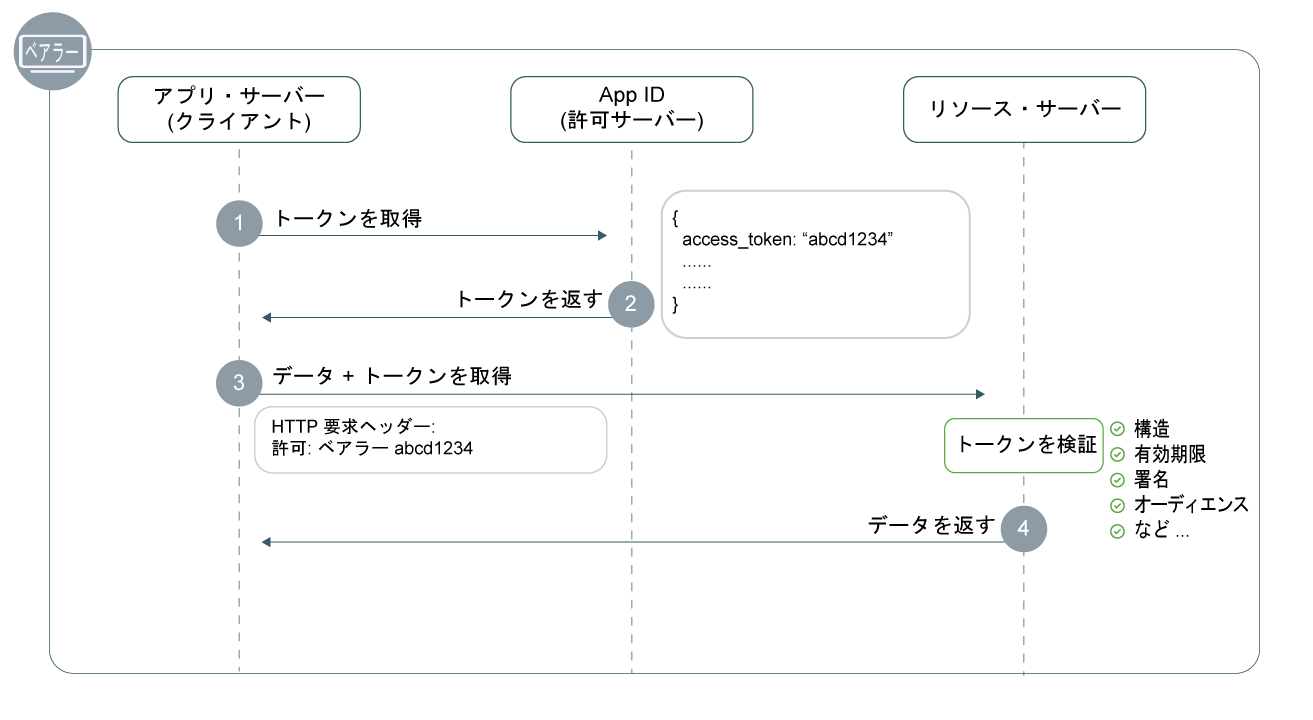 ベアラー
アプリ・サーバー
(クライアント)
App ID
(許可サーバー)
リソース・サーバー
1
トークンを取得
{
access_token: “abcd1234”
......
......
}
トークンを返す
2
3
データ + トークンを取得
HTTP 要求ヘッダー:
許可: ベアラー abcd1234
トークンを検証
構造
有効期限
署名
オーディエンス
など ...
データを返す
4